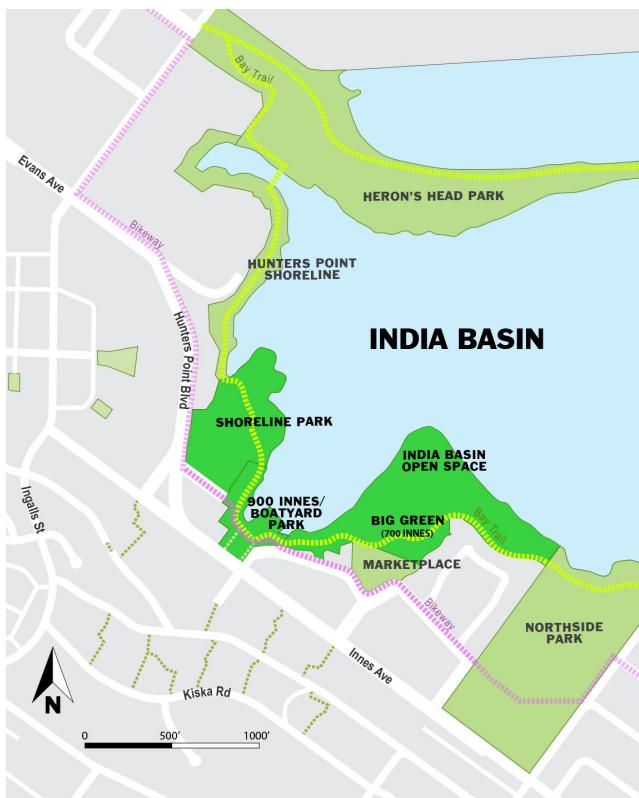 Bay Trail
Evans Ave
HERON'S HEAD PARK
Bikeway
HUNTERS POINT
SHORELINE
Hunters Point Blvd
INDIA BASIN
SHORELINE PARK
INDIA BASIN
OPEN SPACE
900 INNES/
BOATYARD
PARK
BIG GREEN
(700 INNES)
Bay Trail
Ingalls St
MARKETPLACE
Bikeway
NORTHSIDE
PARK
Innes Ave
Kiska Rd
N
0 500' 1000'